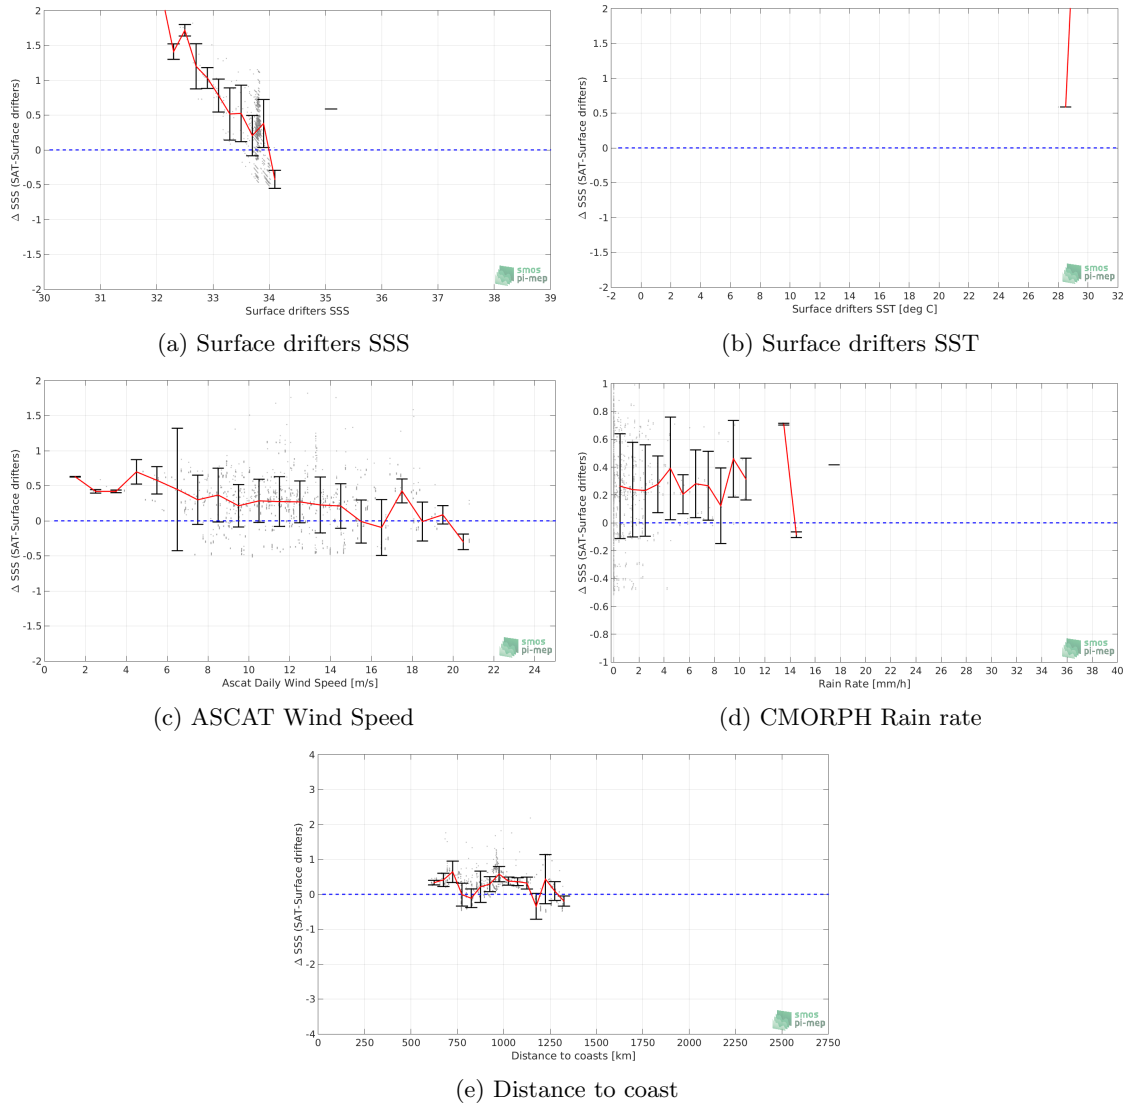 2
1.5
1
0.5
0
-0.5
-1
-1.5
-2
Δ SSS (SAT-Surface drifters)
30 31 32 33 34 35 36 37 38 39
Surface drifters SSS
smos
pi-mep
(a) Surface drifters SSS
2
1.5
1
0.5
0
-0.5
-1
-1.5
-2
Δ SSS (SAT-Surface drifters)
-2 0 2 4 6 8 10 12 14 16 18 20 22 24 26 28 30 32
Surface drifters SST [deg C]
smos
pi-mep
(b) Surface drifters SST
2
1.5
1
0.5
0
-0.5
-1
-1.5
-2
Δ SSS (SAT-Surface drifters)
0 2 4 6 8 10 12 14 16 18 20 22 24
Ascat Daily Wind Speed [m/s]
smos
pi-mep
(c) ASCAT Wind Speed
1
0.8
0.6
0.4
0.2
0
-0.2
-0.4
-0.6
-0.8
-1
Δ SSS (SAT-Surface drifters)
0 2 4 6 8 10 12 14 16 18 20 22 24 26 28 30 32 34 36 38 40
Rain Rate [mm/h]
smos
pi-mep
(d) CMORPH Rain rate
4
3
2
1
0
-1
-2
-3
-4
Δ SSS (SAT-Surface drifters)
0 250 500 750 1000 1250 1500 1750 2000 2250 2500 2750
Distance to coasts [km]
smos
pi-mep
(e) Distance to coast